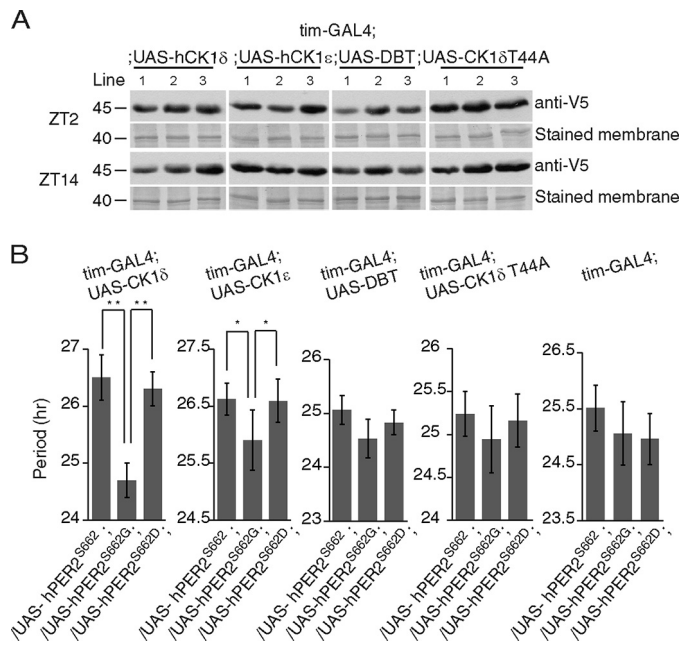 A
tim-GAL4;
;UAS-hCK1δ ;UAS-hCK1ε ;UAS-DBT ;UAS-CK1δT44A
Line 1 2 3 1 2 3 1 2 3 1 2 3
ZT2 45 anti-V5
40 Stained membrane
ZT14 45 anti-V5
40 Stained membrane
B
tim-GAL4; UAS-CK1δ
tim-GAL4; UAS-CK1ε
tim-GAL4; UAS-DBT
tim-GAL4; UAS-CK1δ T44A
tim-GAL4;
** **
* *
Period (hr)
27 26 25 24
27.5 26.5 25.5 24.5
26 25 24 23
26 25.5 25 24.5 24
26.5 25.5 24.5 23.5
/UAS- hPER2S662 ;
/UAS-hPER2S662G;
/UAS-hPER2S662D;
/UAS- hPER2S662 ;
/UAS-hPER2S662G;
/UAS-hPER2S662D;
/UAS- hPER2S662 ;
/UAS-hPER2S662G;
/UAS-hPER2S662D;
/UAS- hPER2S662 ;
/UAS-hPER2S662G;
/UAS-hPER2S662D;
/UAS- hPER2S662 ;
/UAS-hPER2S662G;
/UAS-hPER2S662D;